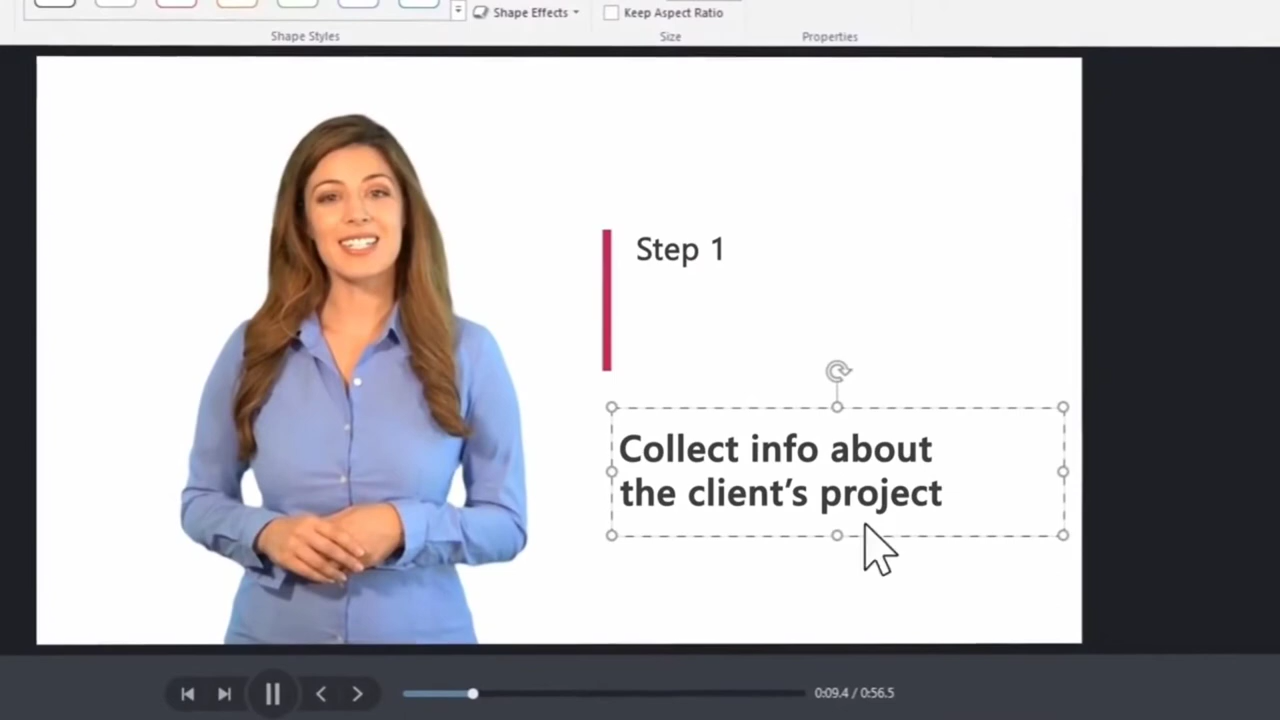 Shape Effects
Keep Aspect Ratio
Shape Styles
Size
Properties
Step 1
Collect info about
the client’s project
0:09.4 / 0:56.5